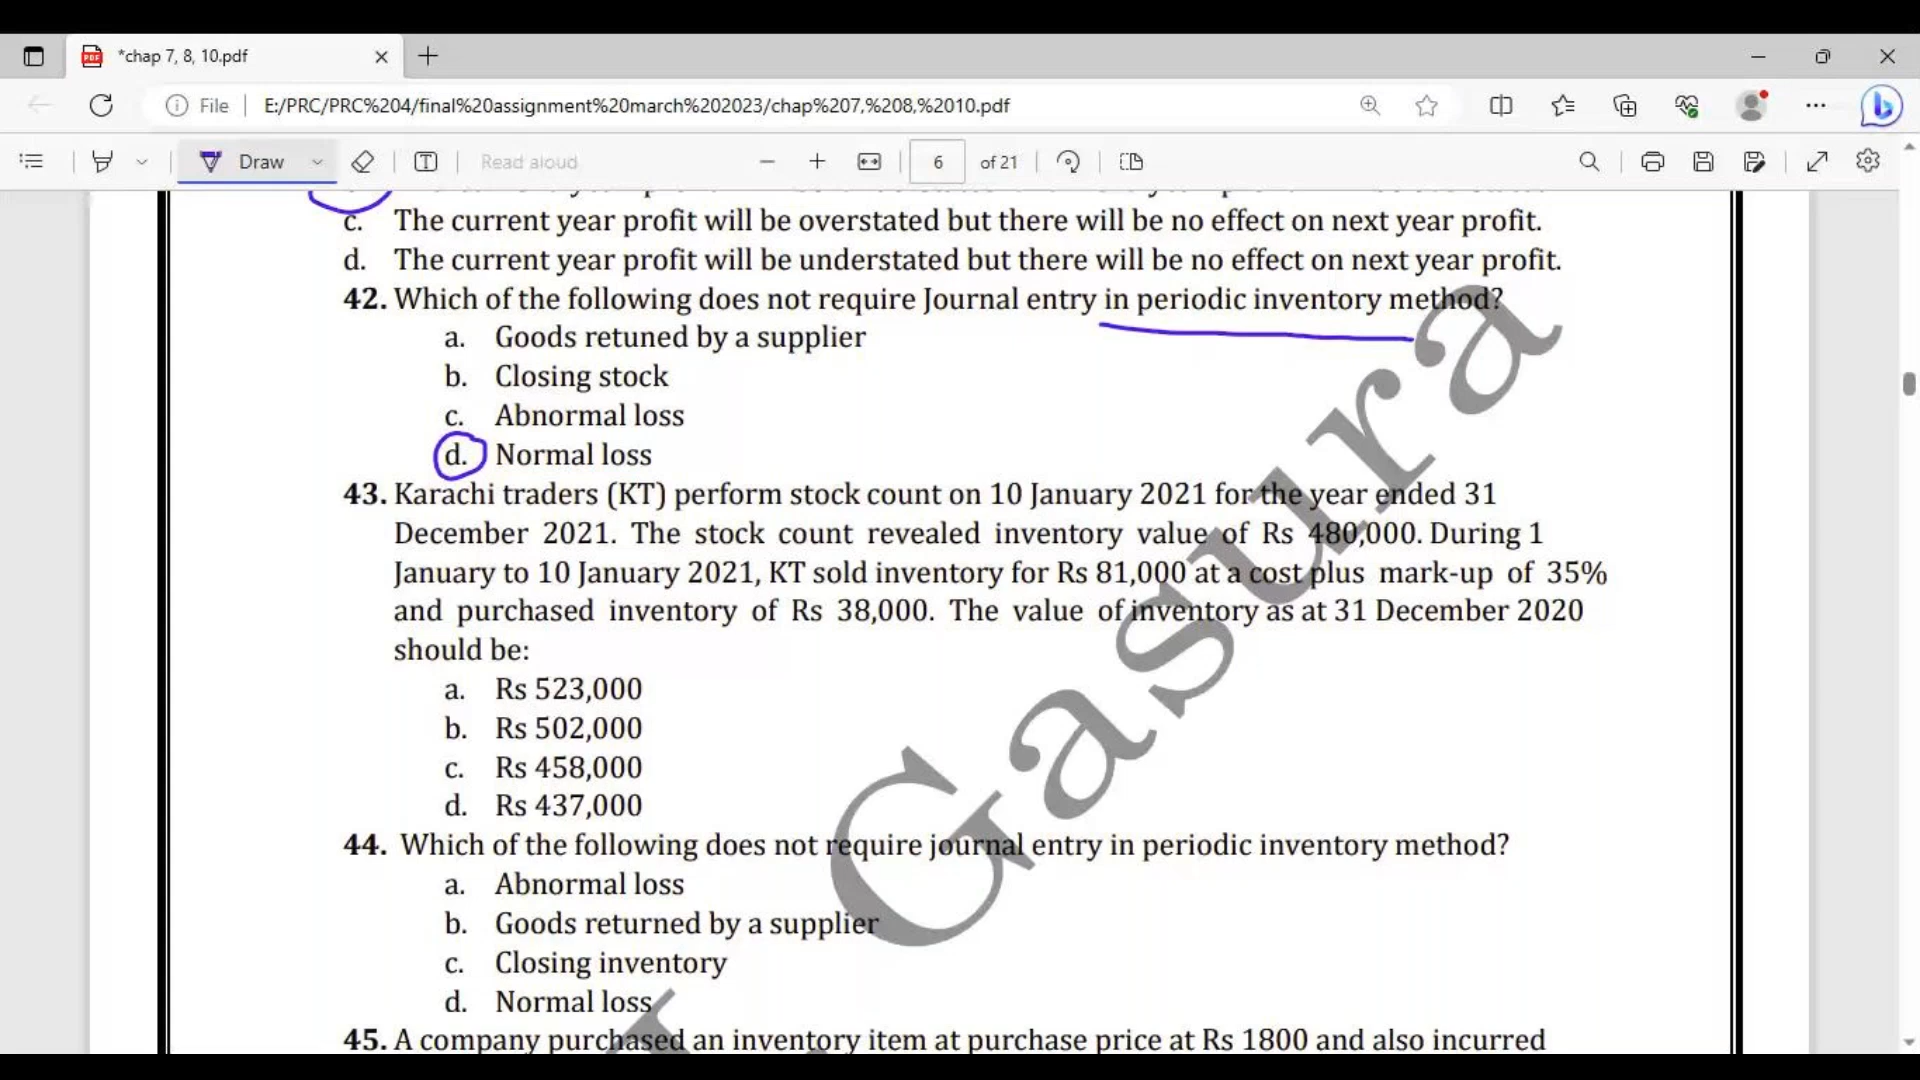 *chap 7, 8, 10.pdf
File
E:/PRC/PRC%204/final%20assignment%20march%202023/chap%207,%208,%2010.pdf
Draw
Read aloud
6
of 21
c. The current year profit will be overstated but there will be no effect on next year profit.
d. The current year profit will be understated but there will be no effect on next year profit.
42. Which of the following does not require Journal entry in periodic inventory method?
a. Goods retuned by a supplier
b. Closing stock
c. Abnormal loss
d. Normal loss
43. Karachi traders (KT) perform stock count on 10 January 2021 for the year ended 31
December 2021. The stock count revealed inventory value of Rs 480,000. During 1
January to 10 January 2021, KT sold inventory for Rs 81,000 at a cost plus mark-up of 35%
and purchased inventory of Rs 38,000. The value of inventory as at 31 December 2020
should be:
a. Rs 523,000
b. Rs 502,000
c. Rs 458,000
d. Rs 437,000
44. Which of the following does not require journal entry in periodic inventory method?
a. Abnormal loss
b. Goods returned by a supplier
c. Closing inventory
d. Normal loss
45. A company purchased an inventory item at purchase price at Rs 1800 and also incurred
Gasura